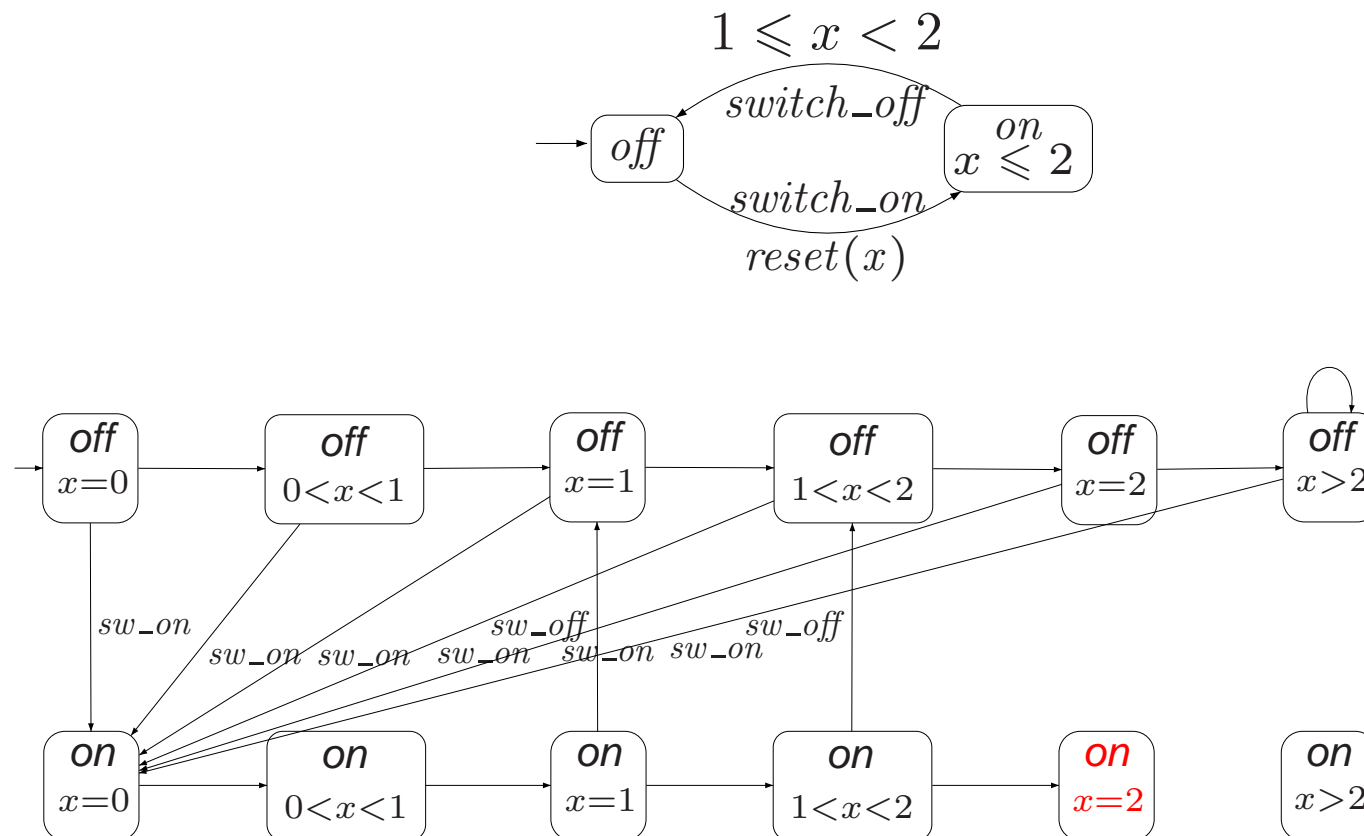 1 ⩽ x < 2
switch_off
off
on
x ⩽ 2
switch_on
reset(x)
off
x=0
off
0<x<1
off
x=1
off
1<x<2
off
x=2
off
x>2
sw_on
sw_on
sw_on
sw_off
sw_on
sw_on
sw_on
sw_off
on
x=0
on
0<x<1
on
x=1
on
1<x<2
on
x=2
on
x>2